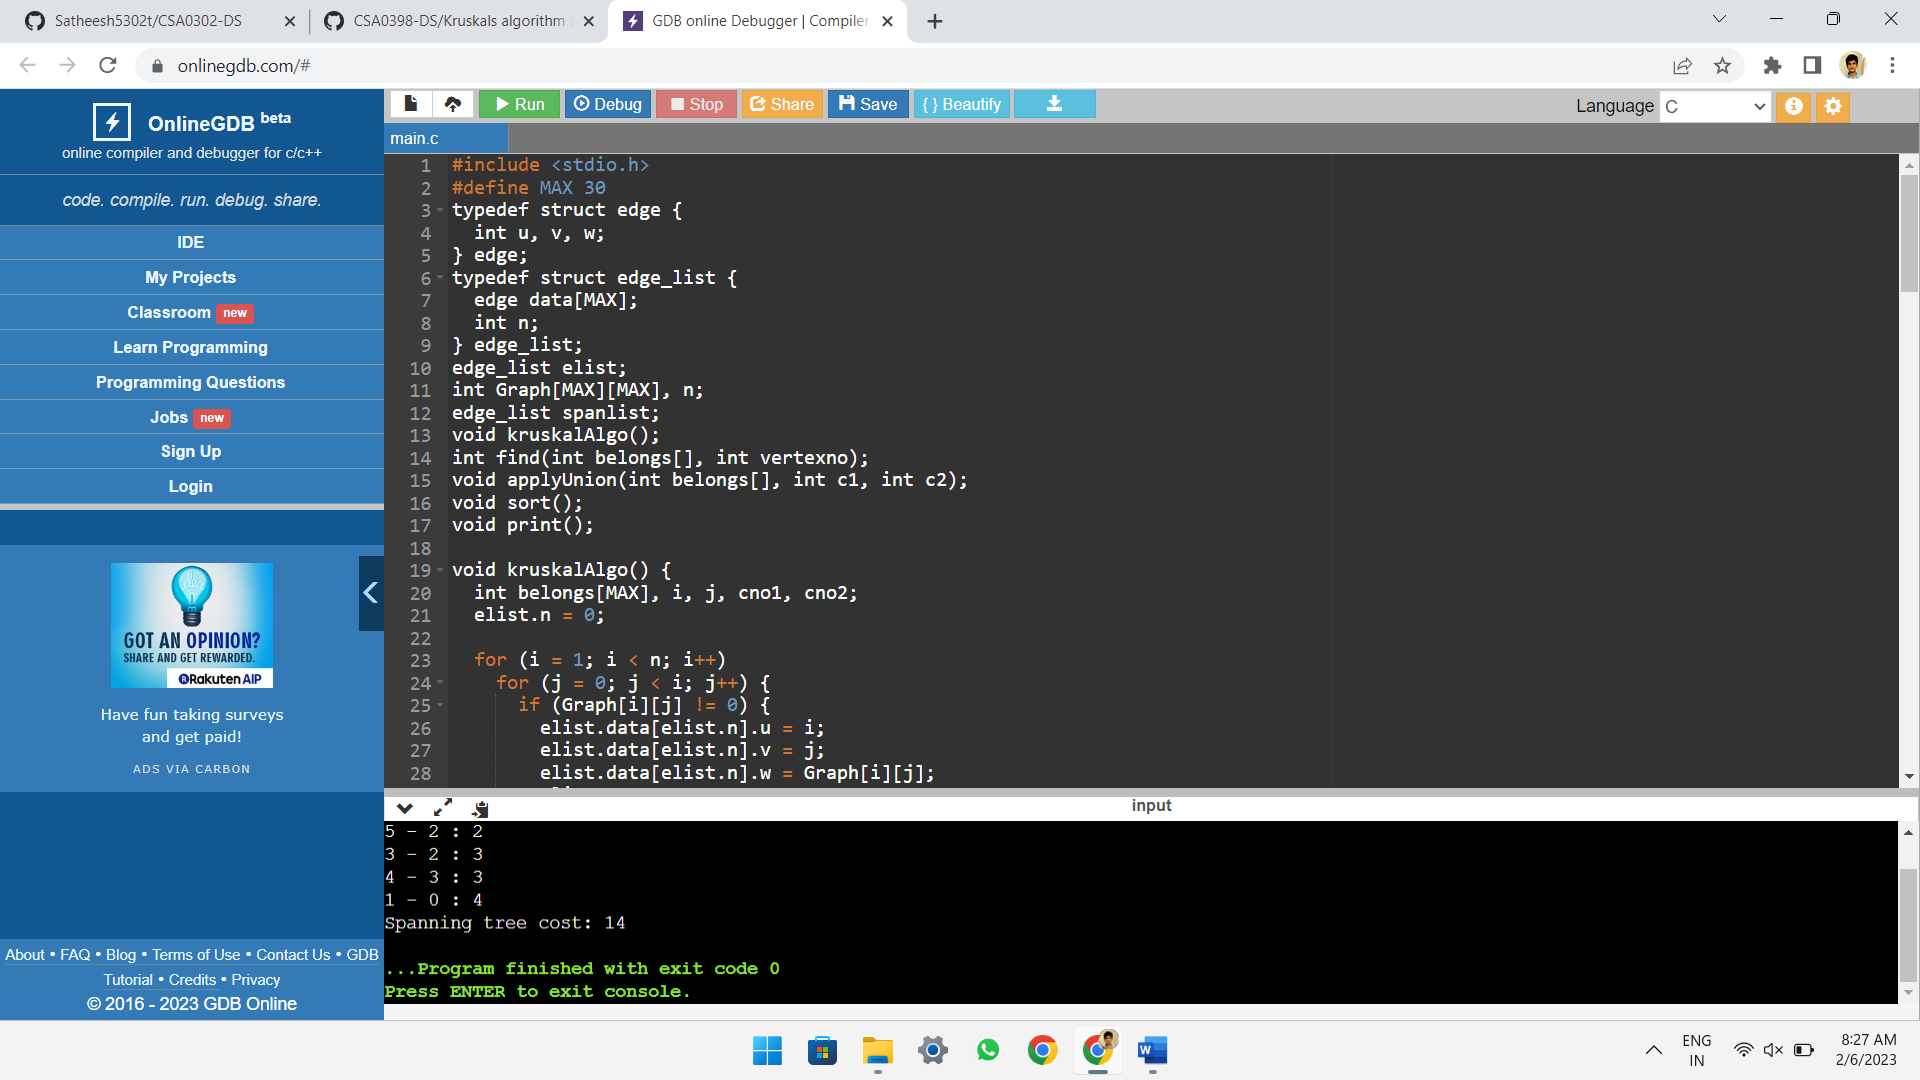 Satheesh5302t/CSA0302-DS
CSA0398-DS/Kruskals algorithm
GDB online Debugger | Compiler
onlinegdb.com/#
OnlineGDB beta
online compiler and debugger for c/c++
code. compile. run. debug. share.
IDE
My Projects
Classroom new
Learn Programming
Programming Questions
Jobs new
Sign Up
Login
GOT AN OPINION?
SHARE AND GET REWARDED.
Rakuten AIP
Have fun taking surveys
and get paid!
ADS VIA CARBON
About • FAQ • Blog • Terms of Use • Contact Us • GDB
Tutorial • Credits • Privacy
© 2016 - 2023 GDB Online
Run Debug Stop Share Save { } Beautify
Language C
main.c
1 #include <stdio.h>
2 #define MAX 30
3 typedef struct edge {
4 int u, v, w;
5 } edge;
6 typedef struct edge_list {
7 edge data[MAX];
8 int n;
9 } edge_list;
10 edge_list elist;
11 int Graph[MAX][MAX], n;
12 edge_list spanlist;
13 void kruskalAlgo();
14 int find(int belongs[], int vertexno);
15 void applyUnion(int belongs[], int c1, int c2);
16 void sort();
17 void print();
18
19 void kruskalAlgo() {
20 int belongs[MAX], i, j, cno1, cno2;
21 elist.n = 0;
22
23 for (i = 1; i < n; i++)
24 for (j = 0; j < i; j++) {
25 if (Graph[i][j] != 0) {
26 elist.data[elist.n].u = i;
27 elist.data[elist.n].v = j;
28 elist.data[elist.n].w = Graph[i][j];
input
5 - 2 : 2
3 - 2 : 3
4 - 3 : 3
1 - 0 : 4
Spanning tree cost: 14
...Program finished with exit code 0
Press ENTER to exit console.
ENG
IN
8:27 AM
2/6/2023